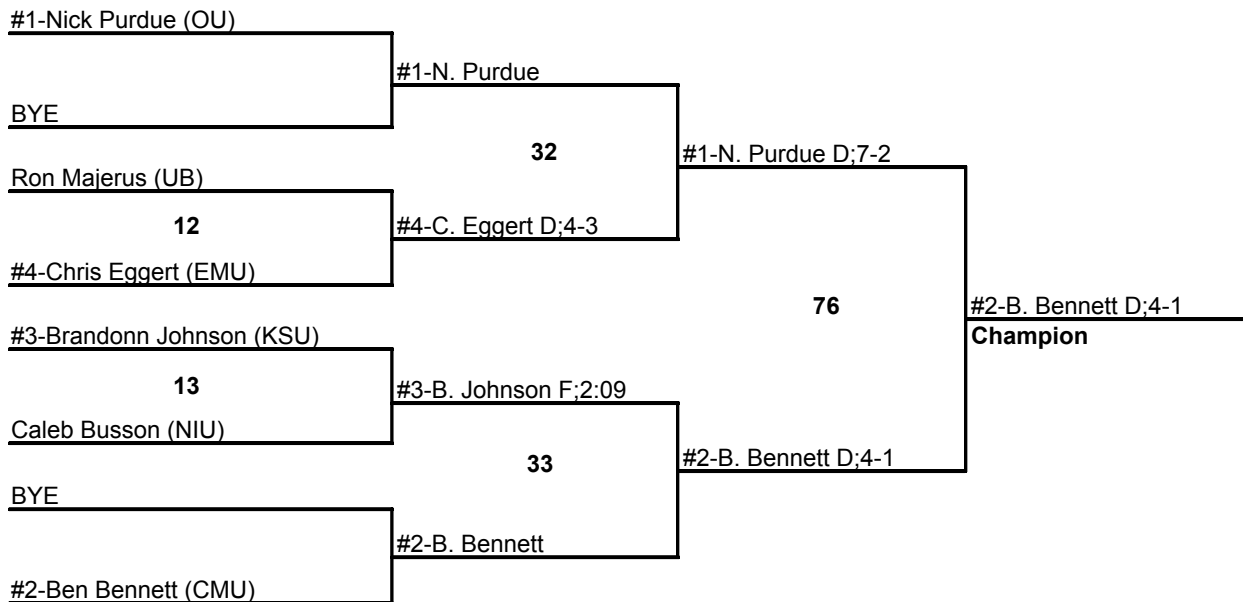 #1-Nick Purdue (OU)
#1-N. Purdue
BYE
32
#1-N. Purdue D;7-2
Ron Majerus (UB)
12
#4-C. Eggert D;4-3
#4-Chris Eggert (EMU)
76
#2-B. Bennett D;4-1
Champion
#3-Brandonn Johnson (KSU)
13
#3-B. Johnson F;2:09
Caleb Busson (NIU)
33
#2-B. Bennett D;4-1
BYE
#2-B. Bennett
#2-Ben Bennett (CMU)